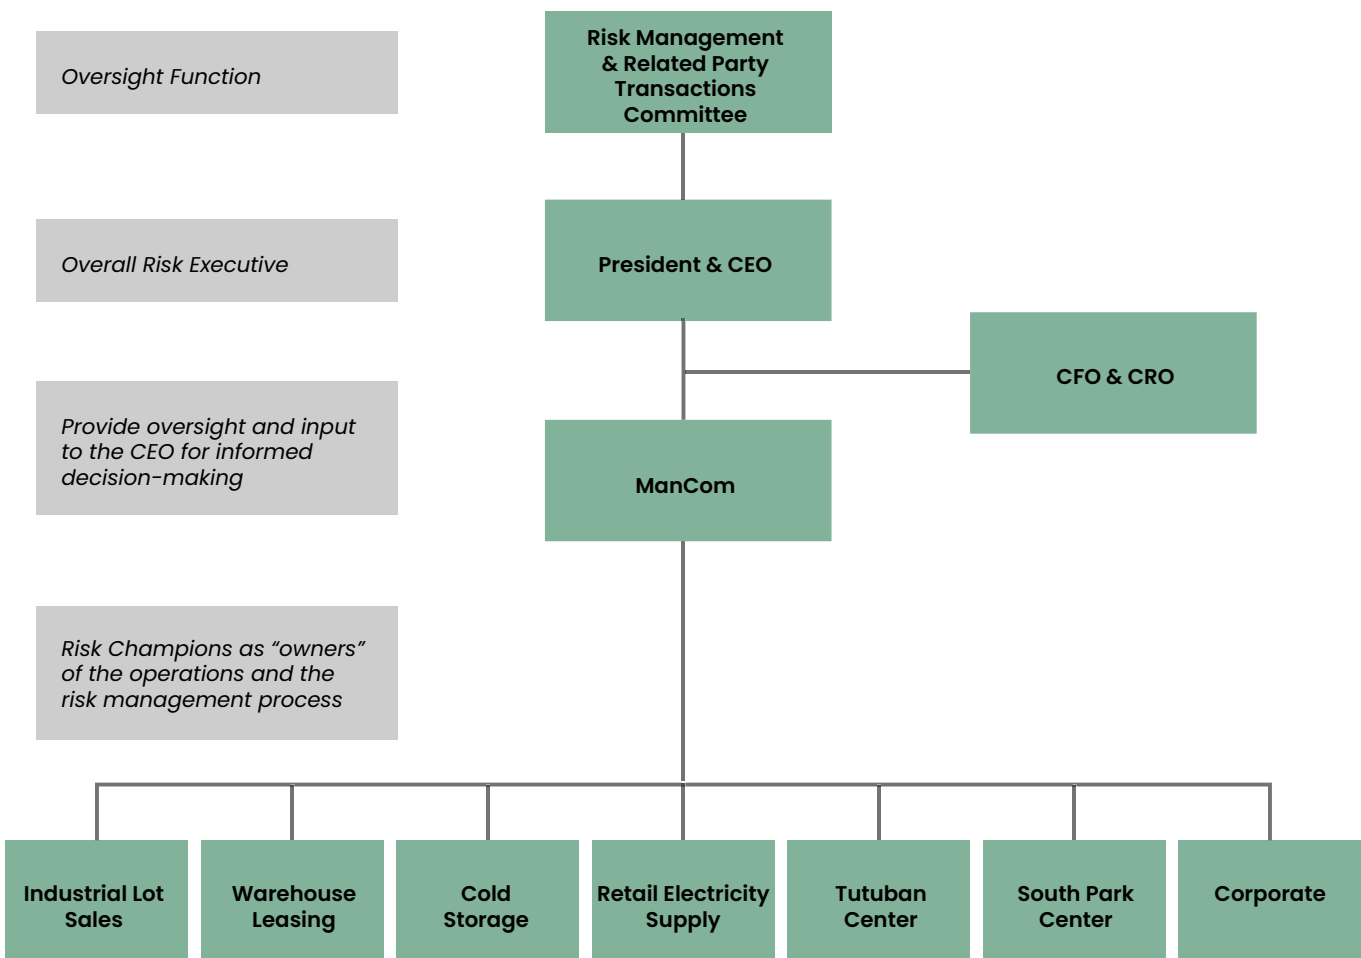 Oversight Function
Risk Management
& Related Party
Transactions
Committee
Overall Risk Executive
President & CEO
CFO & CRO
Provide oversight and input
to the CEO for informed
decision-making
ManCom
Risk Champions as “owners”
of the operations and the
risk management process
Industrial Lot
Sales
Warehouse
Leasing
Cold
Storage
Retail Electricity
Supply
Tutuban
Center
South Park
Center
Corporate